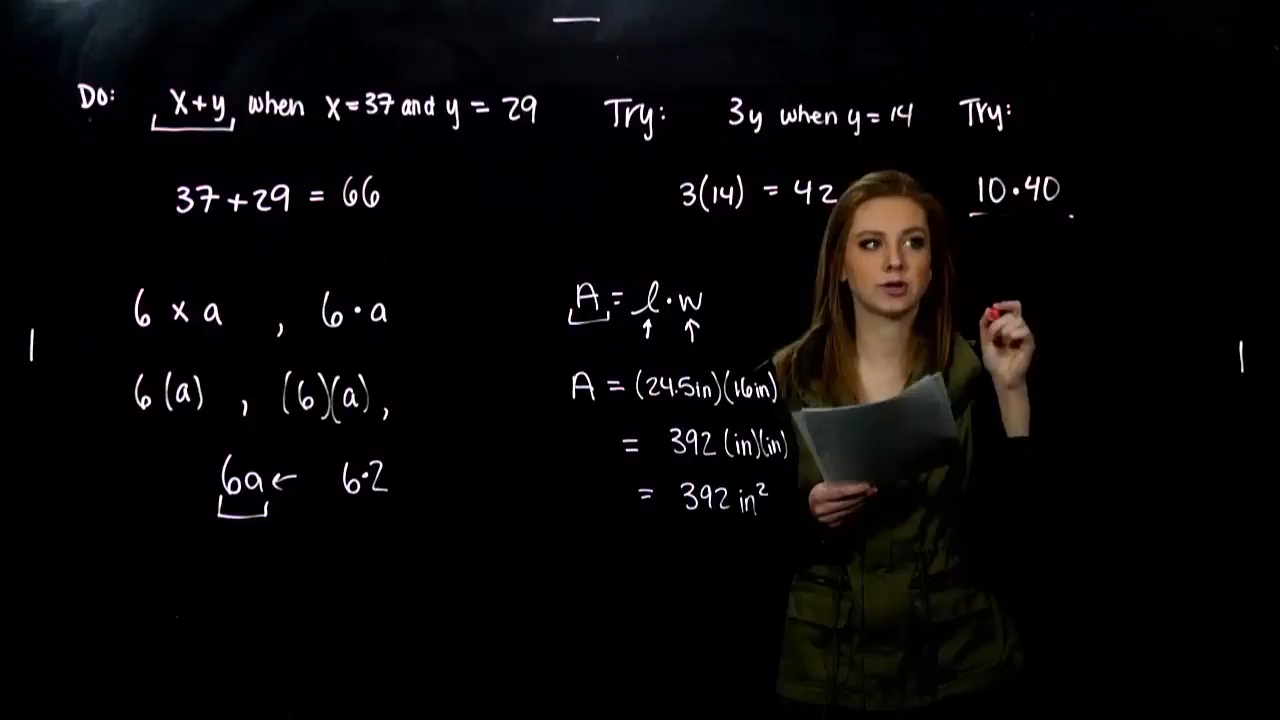 Do: x+y when x=37 and y = 29
37+29 = 66
6 x a , 6·a
6(a) , (6)(a),
6a← 6·2
Try: 3y when y=14
3(14) = 42
A = l·w
↑ ↑
A = (24.5in)(16in)
= 392 (in)(in)
= 392 in²
Try:
10·40